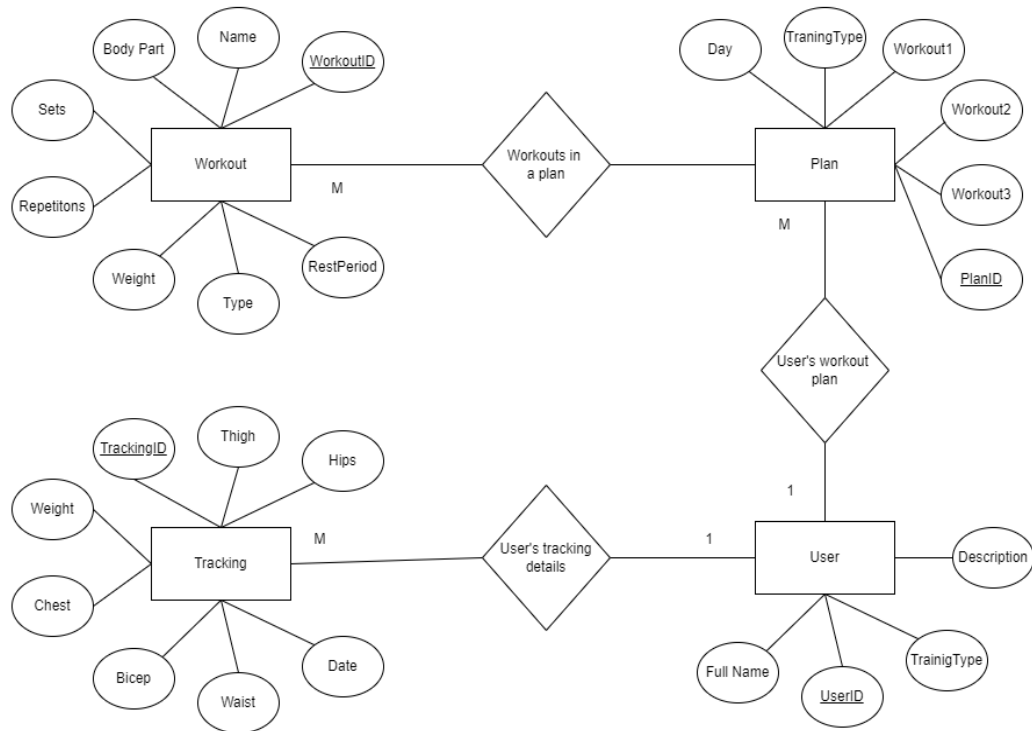 Name
Body Part
WorkoutID
Sets
Workout
Repetitons
Weight
Type
RestPeriod
M
Workouts in
a plan
TraningType
Day
Workout1
Workout2
Plan
Workout3
M
PlanID
User's workout
plan
1
Thigh
TrackingID
Hips
Weight
Tracking
M
Chest
Bicep
Waist
Date
User's tracking
details
1
User
Description
Full Name
UserID
TrainigType